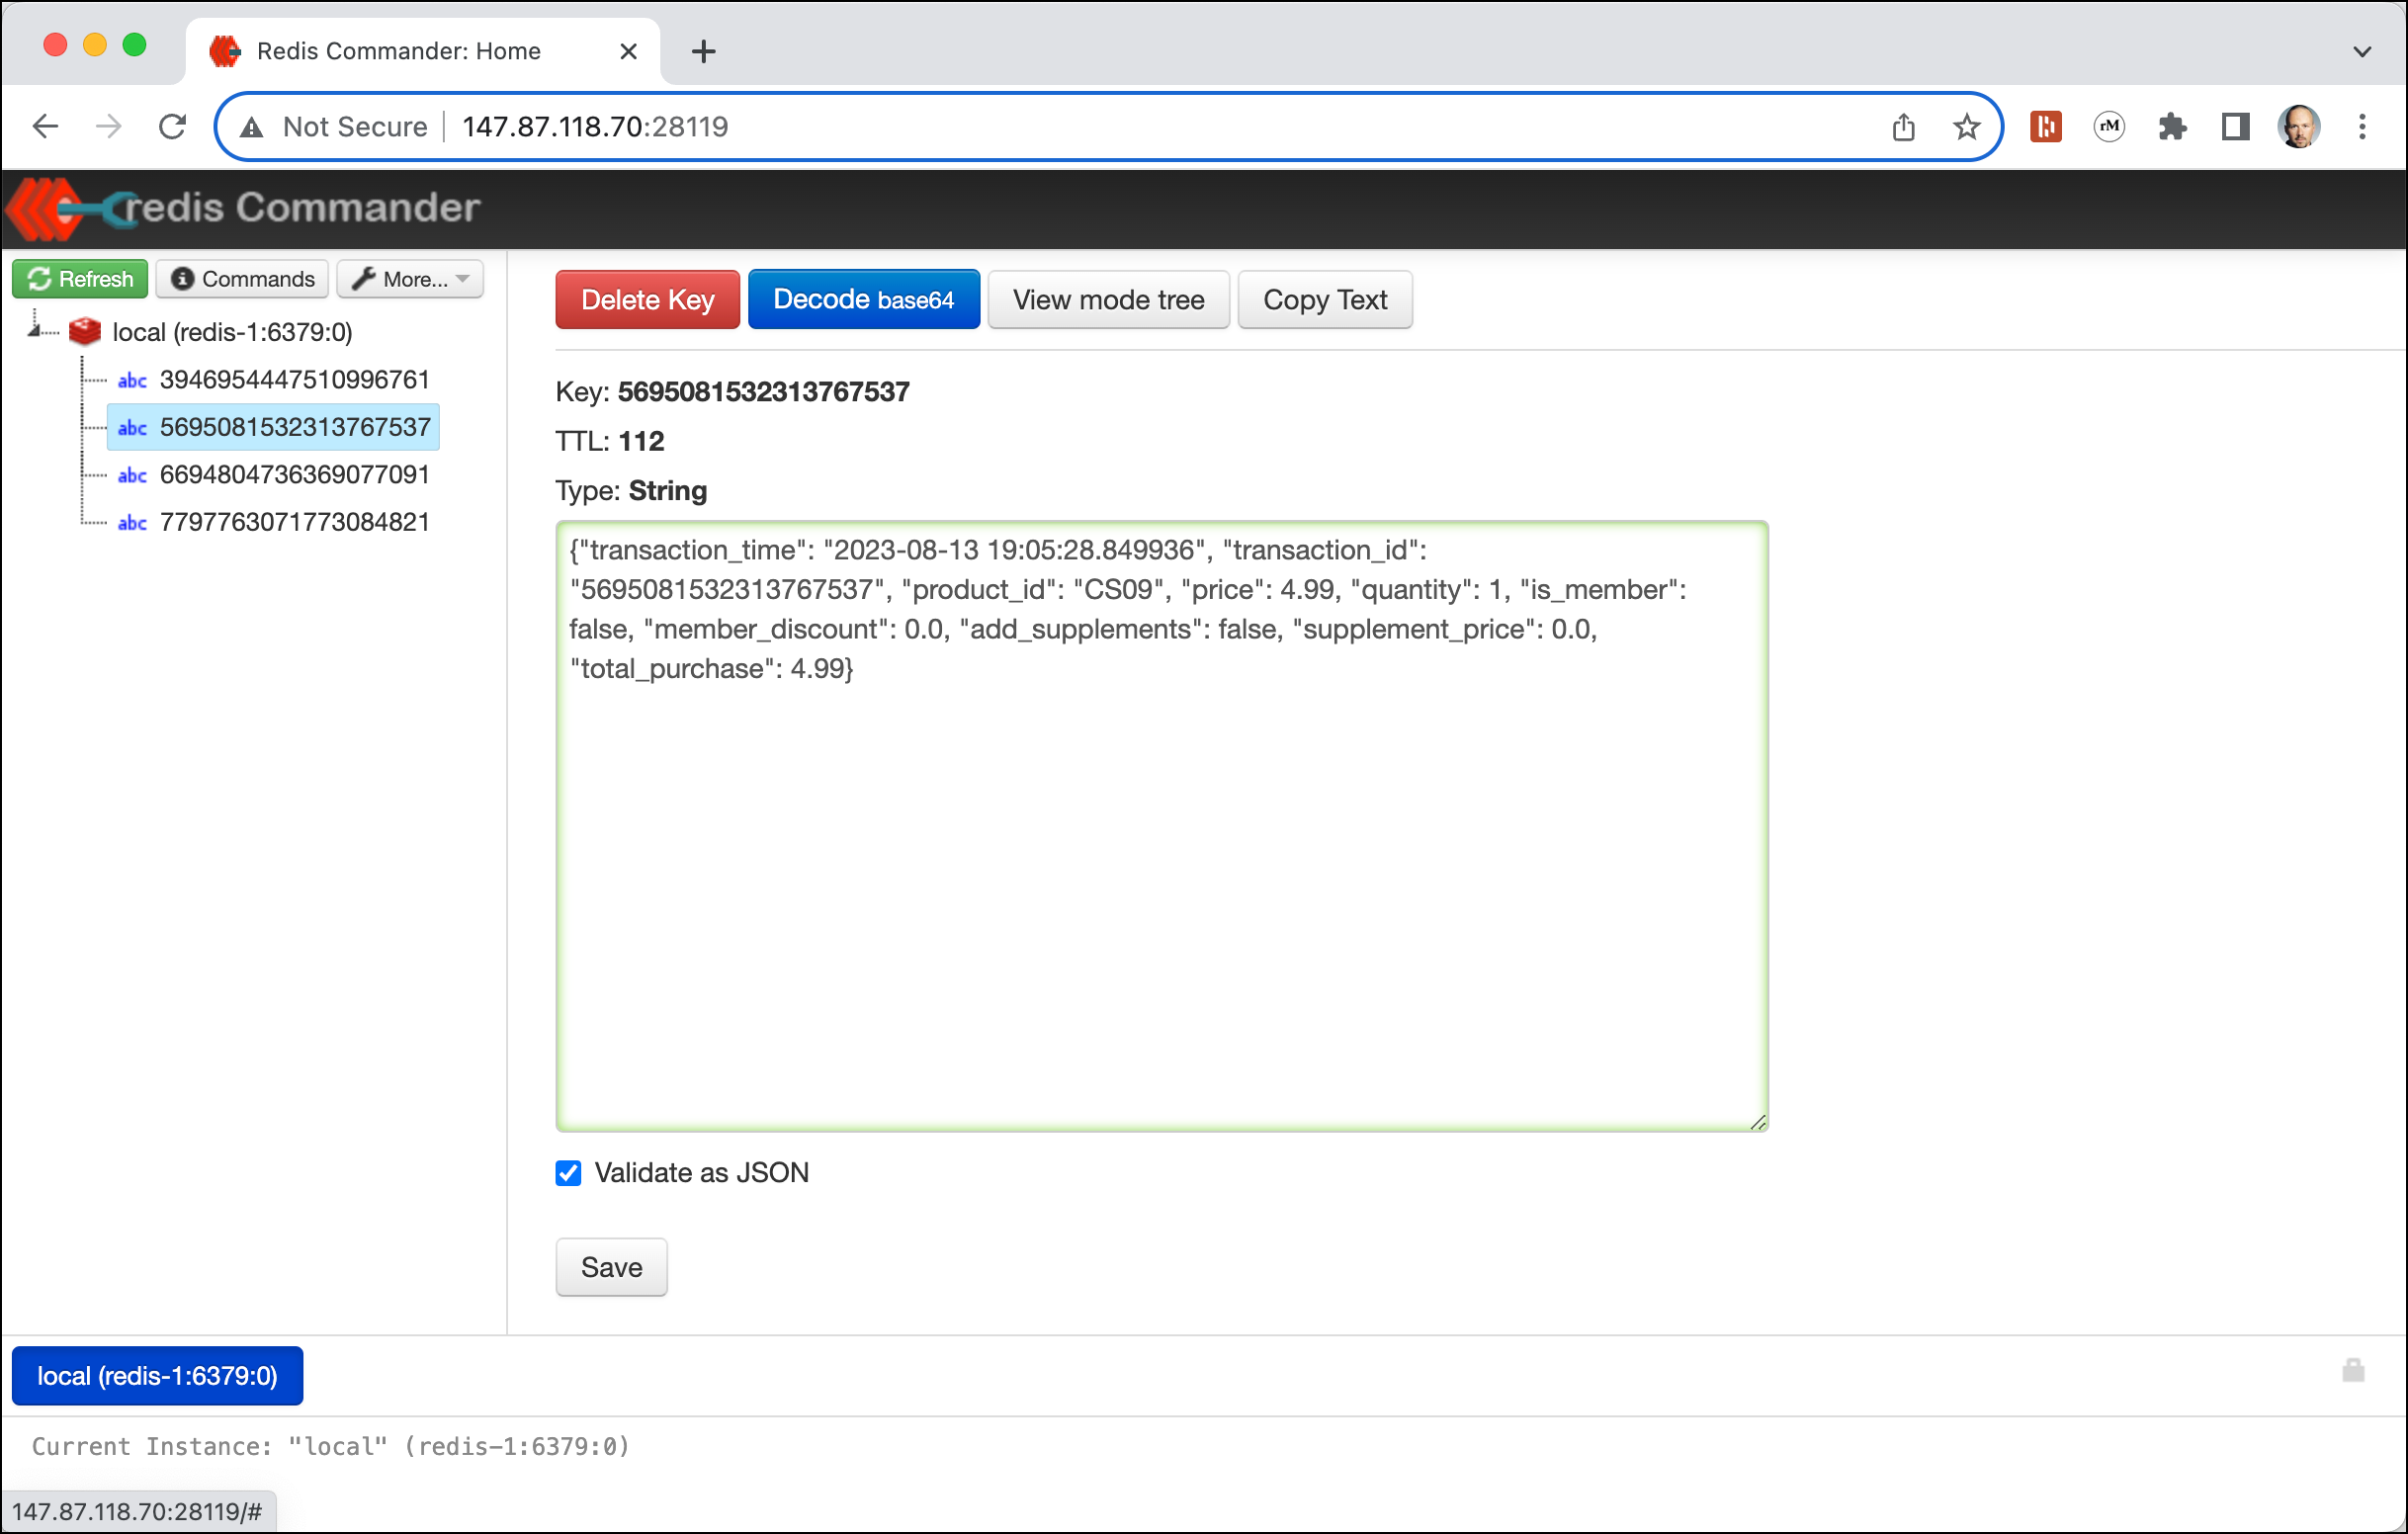 Redis Commander: Home
Not Secure 147.87.118.70:28119
rM
redis Commander
Refresh Commands More...
local (redis-1:6379:0)
abc 3946954447510996761
abc 5695081532313767537
abc 6694804736369077091
abc 7797763071773084821
Delete Key Decode base64 View mode tree Copy Text
Key: 5695081532313767537
TTL: 112
Type: String
{"transaction_time": "2023-08-13 19:05:28.849936", "transaction_id":
"5695081532313767537", "product_id": "CS09", "price": 4.99, "quantity": 1, "is_member":
false, "member_discount": 0.0, "add_supplements": false, "supplement_price": 0.0,
"total_purchase": 4.99}
Validate as JSON
Save
local (redis-1:6379:0)
Current Instance: "local" (redis-1:6379:0)
147.87.118.70:28119/#